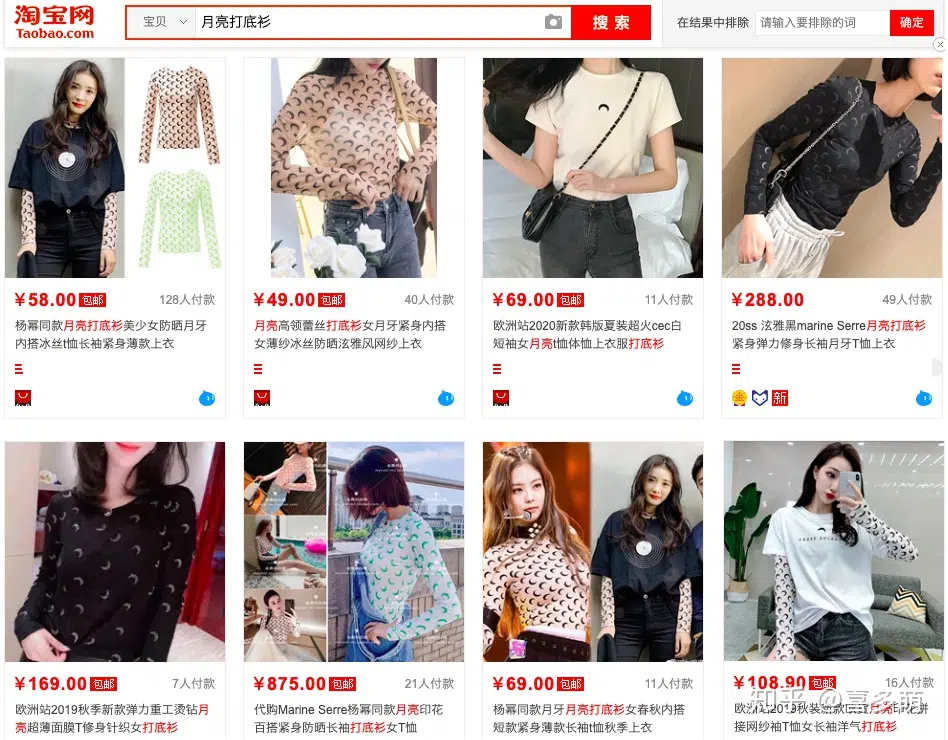 淘宝网
Taobao.com
宝贝
月亮打底衫
搜索
在结果中排除
请输入要排除的词
确定
¥58.00 包邮 128人付款
杨幂同款月亮打底衫美少女防晒月牙
内搭冰丝t恤长袖紧身薄款上衣
¥49.00 包邮 40人付款
月亮高领蕾丝打底衫女月牙紧身内搭
女薄纱冰丝防晒泫雅风网纱上衣
¥69.00 包邮 11人付款
欧洲站2020新款韩版夏装超火cec白
短袖女月亮t恤体恤上衣服打底衫
¥288.00 49人付款
20ss 泫雅黑marine Serre月亮打底衫
紧身弹力修身长袖月牙T恤上衣
金 新
¥169.00 包邮 7人付款
欧洲站2019秋季新款弹力重工烫钻月
亮超薄面膜T修身针织女打底衫
¥875.00 包邮 21人付款
代购Marine Serre杨幂同款月亮印花
百搭紧身防晒长袖打底衫女T恤
¥69.00 包邮 11人付款
杨幂同款月牙月亮打底衫女春秋内搭
短款紧身薄款长袖t恤秋季上衣
¥108.90 包邮 16人付款
欧洲站2019秋装新款
月亮印花拼
接网纱袖T恤女长袖洋气打底衫
知乎 @喜多萌